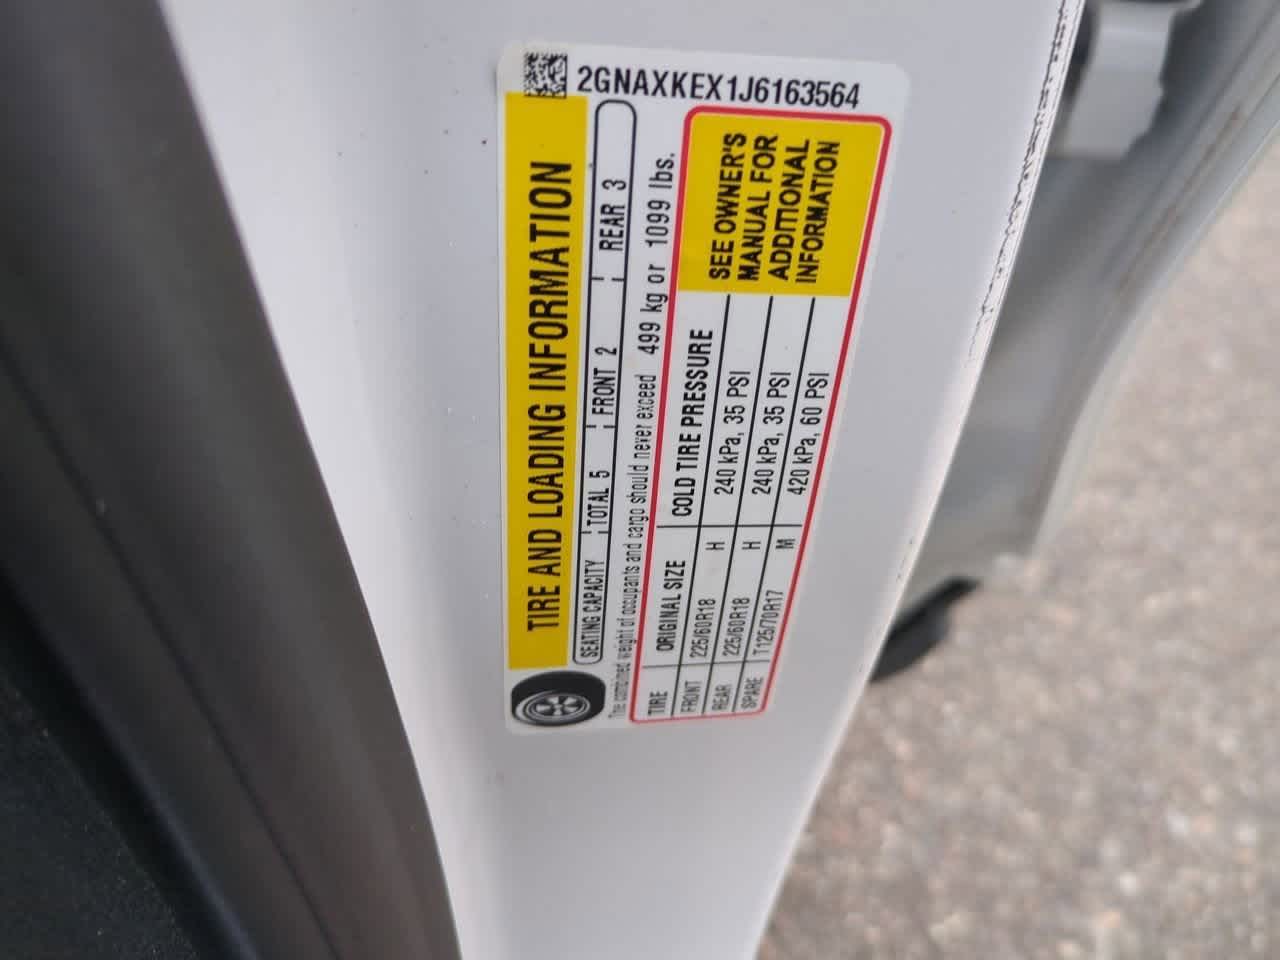 2GNAXKEX1J6163564
TIRE AND LOADING INFORMATION
SEATING CAPACITY TOTAL 5 FRONT 2 REAR 3
The combined weight of occupants and cargo should never exceed 499 kg or 1099 lbs.
TIRE ORIGINAL SIZE COLD TIRE PRESSURE
FRONT 225/60R18 H 240 kPa, 35 PSI
REAR 225/60R18 H 240 kPa, 35 PSI
SPARE T125/70R17 M 420 kPa, 60 PSI
SEE OWNER'S
MANUAL FOR
ADDITIONAL
INFORMATION